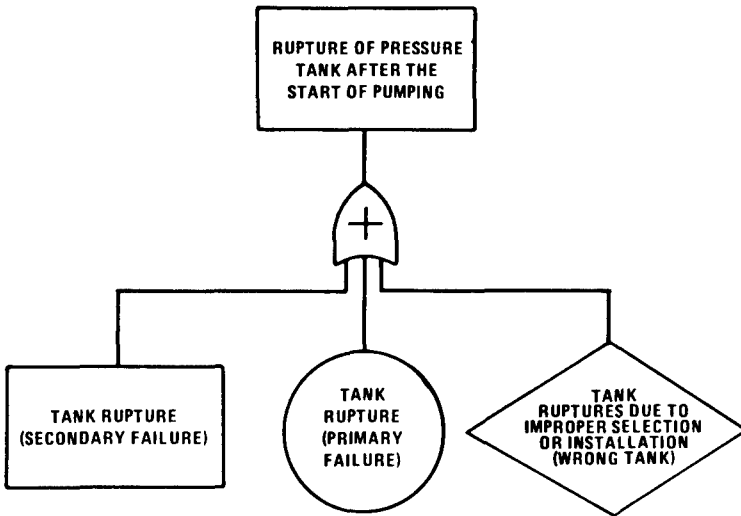 RUPTURE OF PRESSURE
TANK AFTER THE
START OF PUMPING
+
TANK RUPTURE
(SECONDARY FAILURE)
TANK
RUPTURE
(PRIMARY
FAILURE)
TANK
RUPTURES DUE TO
IMPROPER SELECTION
OR INSTALLATION
(WRONG TANK)